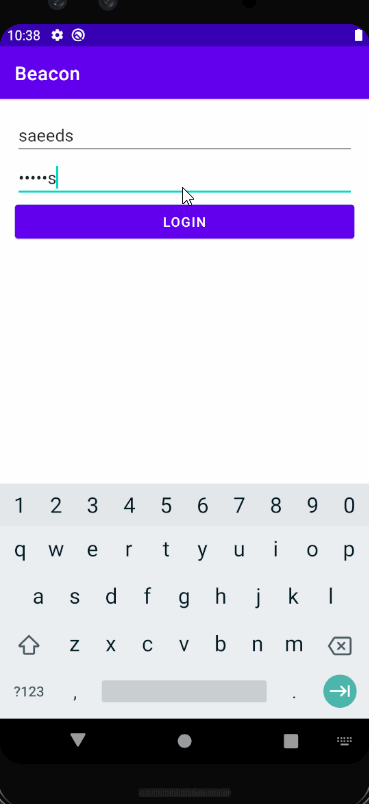 10:38
Beacon
saeeds
•••••s
LOGIN
1 2 3 4 5 6 7 8 9 0
q w e r t y u i o p
a s d f g h j k l
z x c v b n m
?123 , .